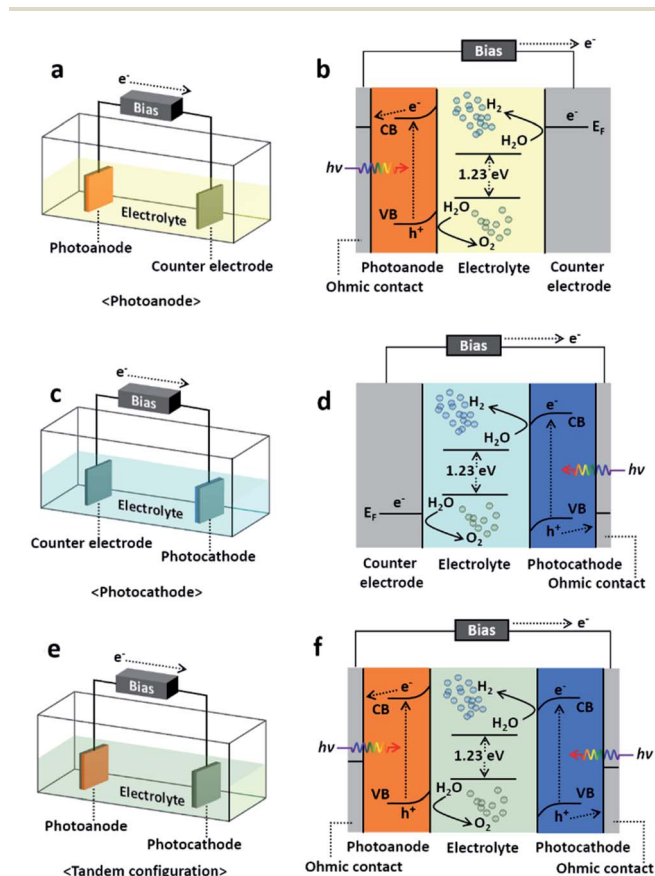 a
e⁻
Bias
Electrolyte
Photoanode
Counter electrode
<Photoanode>
b
Bias
e⁻
CB
e⁻
H₂
H₂O
e⁻
E_F
hν
1.23 eV
VB
h⁺
H₂O
O₂
Photoanode
Electrolyte
Counter
electrode
Ohmic contact
c
e⁻
Bias
Electrolyte
Counter electrode
Photocathode
<Photocathode>
d
Bias
e⁻
H₂
H₂O
e⁻
CB
1.23 eV
hν
E_F
e⁻
H₂O
O₂
VB
h⁺
Counter
electrode
Electrolyte
Photocathode
Ohmic contact
e
e⁻
Bias
Electrolyte
Photoanode
Photocathode
<Tandem configuration>
f
Bias
e⁻
CB
e⁻
H₂
H₂O
e⁻
CB
hν
1.23 eV
hν
VB
h⁺
H₂O
O₂
VB
h⁺
Photoanode
Electrolyte
Photocathode
Ohmic contact
Ohmic contact